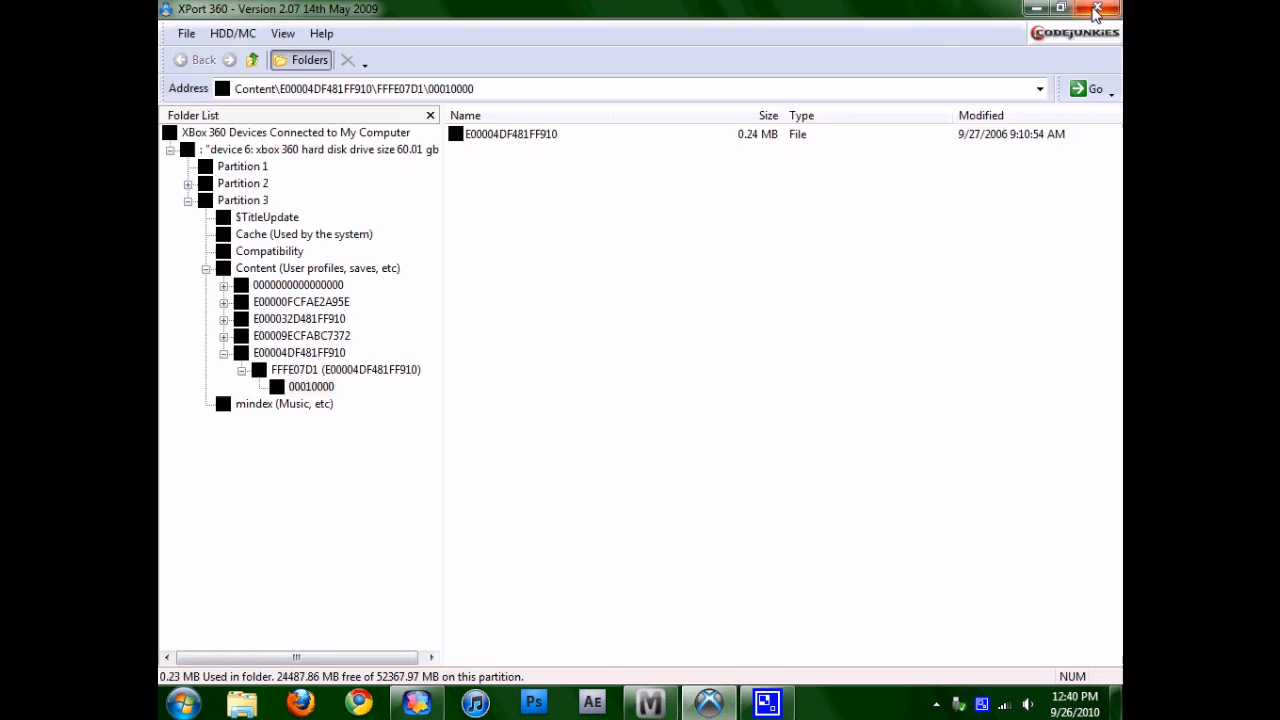 XPort 360 - Version 2.07 14th May 2009
File HDD/MC View Help
CODEJUNKIES
Back Folders
Address Content\E00004DF481FF910\FFFE07D1\00010000 Go
Folder List
Name Size Type Modified
XBox 360 Devices Connected to My Computer
E00004DF481FF910 0.24 MB File 9/27/2006 9:10:54 AM
: "device 6: xbox 360 hard disk drive size 60.01 gb
Partition 1
Partition 2
Partition 3
$TitleUpdate
Cache (Used by the system)
Compatibility
Content (User profiles, saves, etc)
0000000000000000
E00000FCFAE2A95E
E000032D481FF910
E00009ECFABC7372
E00004DF481FF910
FFFE07D1 (E00004DF481FF910)
00010000
mindex (Music, etc)
0.23 MB Used in folder. 24487.86 MB free of 52367.97 MB on this partition.
NUM
Ps
Ae
M
12:40 PM
9/26/2010